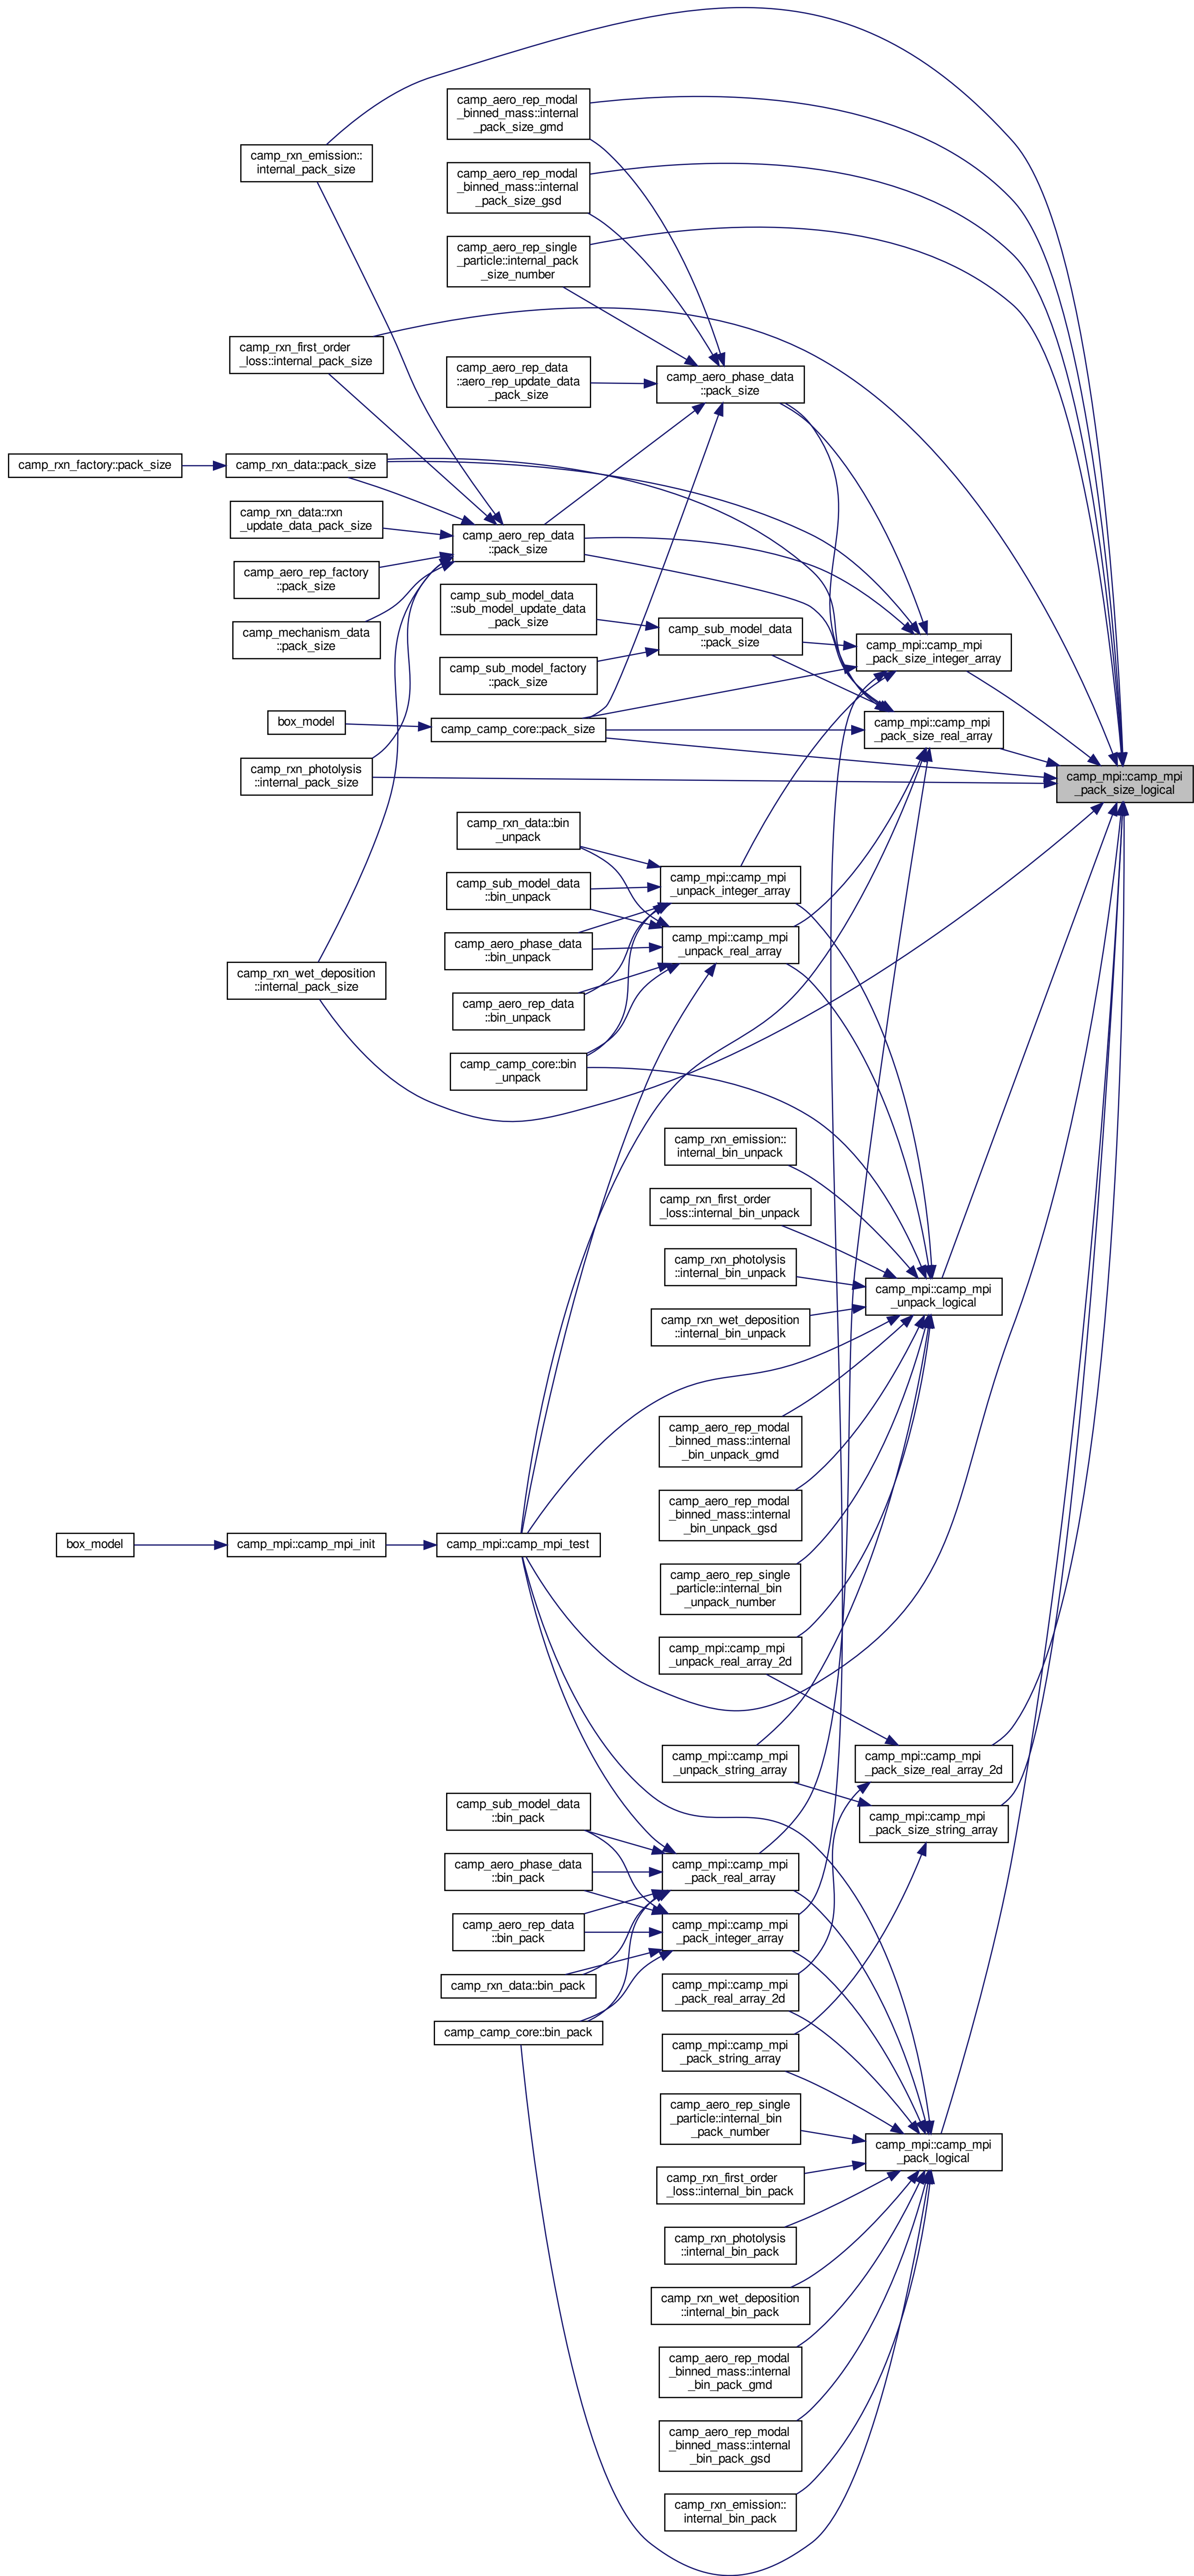 camp_aero_rep_modal
_binned_mass::internal
_pack_size_gmd
camp_rxn_emission::
internal_pack_size
camp_aero_rep_modal
_binned_mass::internal
_pack_size_gsd
camp_aero_rep_single
_particle::internal_pack
_size_number
camp_rxn_first_order
_loss::internal_pack_size
camp_aero_rep_data
::aero_rep_update_data
_pack_size
camp_aero_phase_data
::pack_size
camp_rxn_factory::pack_size
camp_rxn_data::pack_size
camp_rxn_data::rxn
_update_data_pack_size
camp_aero_rep_data
::pack_size
camp_aero_rep_factory
::pack_size
camp_sub_model_data
::sub_model_update_data
_pack_size
camp_mechanism_data
::pack_size
camp_sub_model_data
::pack_size
camp_mpi::camp_mpi
_pack_size_integer_array
camp_sub_model_factory
::pack_size
box_model
camp_camp_core::pack_size
camp_mpi::camp_mpi
_pack_size_real_array
camp_rxn_photolysis
::internal_pack_size
camp_mpi::camp_mpi
_pack_size_logical
camp_rxn_data::bin
_unpack
camp_mpi::camp_mpi
_unpack_integer_array
camp_sub_model_data
::bin_unpack
camp_aero_phase_data
::bin_unpack
camp_mpi::camp_mpi
_unpack_real_array
camp_rxn_wet_deposition
::internal_pack_size
camp_aero_rep_data
::bin_unpack
camp_camp_core::bin
_unpack
camp_rxn_emission::
internal_bin_unpack
camp_rxn_first_order
_loss::internal_bin_unpack
camp_rxn_photolysis
::internal_bin_unpack
camp_mpi::camp_mpi
_unpack_logical
camp_rxn_wet_deposition
::internal_bin_unpack
camp_aero_rep_modal
_binned_mass::internal
_bin_unpack_gmd
camp_aero_rep_modal
_binned_mass::internal
_bin_unpack_gsd
box_model
camp_mpi::camp_mpi_init
camp_mpi::camp_mpi_test
camp_aero_rep_single
_particle::internal_bin
_unpack_number
camp_mpi::camp_mpi
_unpack_real_array_2d
camp_mpi::camp_mpi
_unpack_string_array
camp_mpi::camp_mpi
_pack_size_real_array_2d
camp_sub_model_data
::bin_pack
camp_mpi::camp_mpi
_pack_size_string_array
camp_aero_phase_data
::bin_pack
camp_mpi::camp_mpi
_pack_real_array
camp_aero_rep_data
::bin_pack
camp_mpi::camp_mpi
_pack_integer_array
camp_rxn_data::bin_pack
camp_mpi::camp_mpi
_pack_real_array_2d
camp_camp_core::bin_pack
camp_mpi::camp_mpi
_pack_string_array
camp_aero_rep_single
_particle::internal_bin
_pack_number
camp_mpi::camp_mpi
_pack_logical
camp_rxn_first_order
_loss::internal_bin_pack
camp_rxn_photolysis
::internal_bin_pack
camp_rxn_wet_deposition
::internal_bin_pack
camp_aero_rep_modal
_binned_mass::internal
_bin_pack_gmd
camp_aero_rep_modal
_binned_mass::internal
_bin_pack_gsd
camp_rxn_emission::
internal_bin_pack